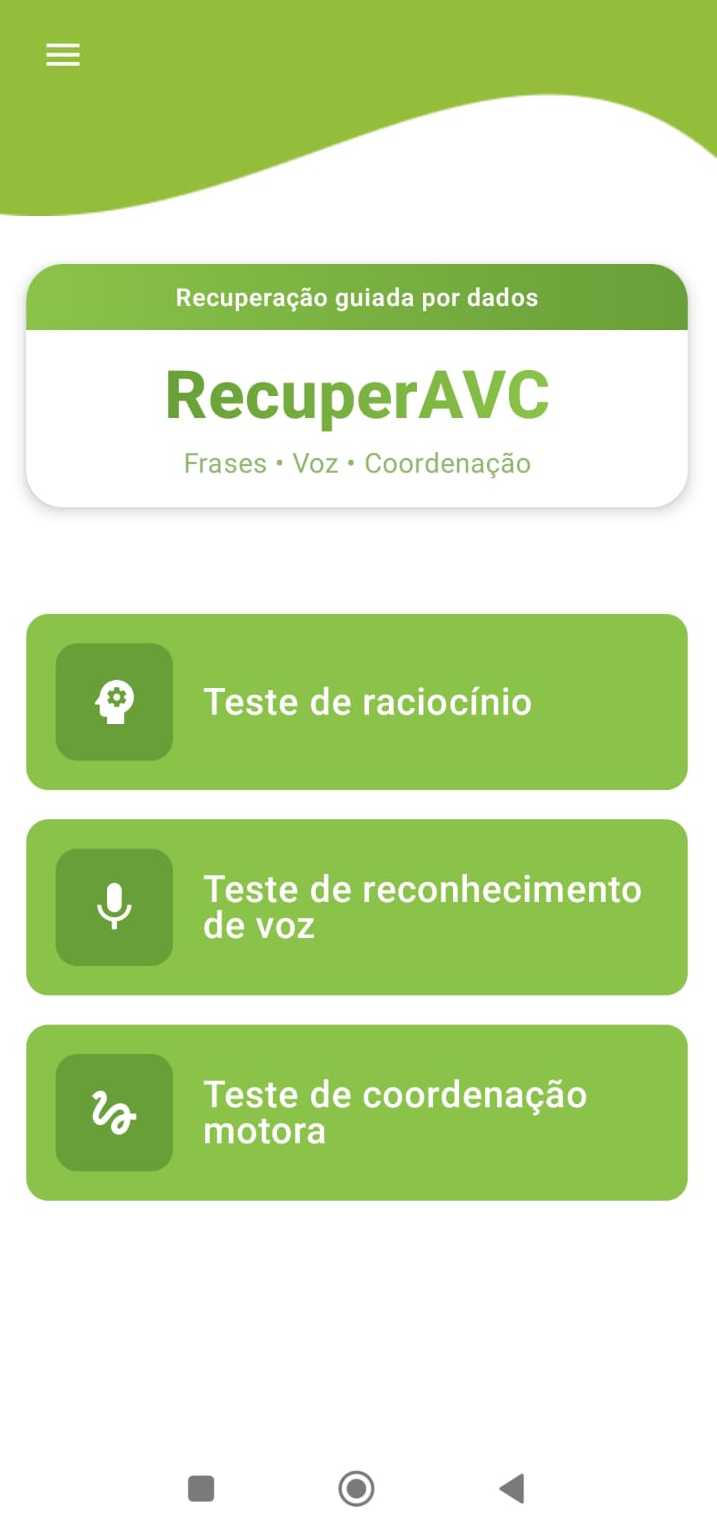 Recuperação guiada por dados
RecuperAVC
Frases • Voz • Coordenação
Teste de raciocínio
Teste de reconhecimento
de voz
Teste de coordenação
motora